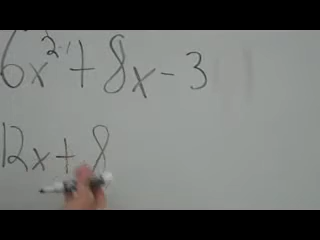 6x²⁻¹ + 8x - 3
12x + 8